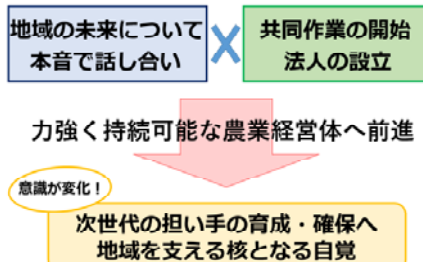 地域の未来について
本音で話し合い
共同作業の開始
法人の設立
力強く持続可能な農業経営体へ前進
意識が変化！
次世代の担い手の育成・確保へ
地域を支える核となる自覚